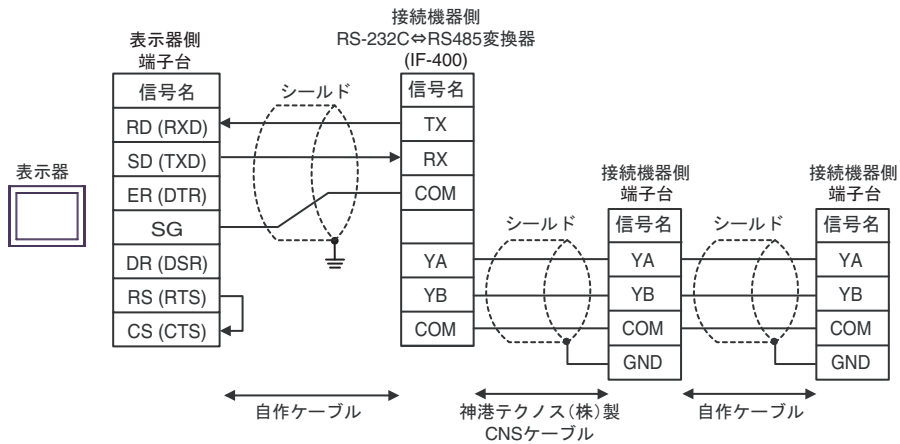 表示器
表示器側
端子台
信号名
RD (RXD)
SD (TXD)
ER (DTR)
SG
DR (DSR)
RS (RTS)
CS (CTS)
シールド
接続機器側
RS-232C⇔RS485変換器
(IF-400)
信号名
TX
RX
COM
YA
YB
COM
シールド
接続機器側
端子台
信号名
YA
YB
COM
GND
シールド
接続機器側
端子台
信号名
YA
YB
COM
GND
自作ケーブル
神港テクノス(株)製
CNSケーブル
自作ケーブル